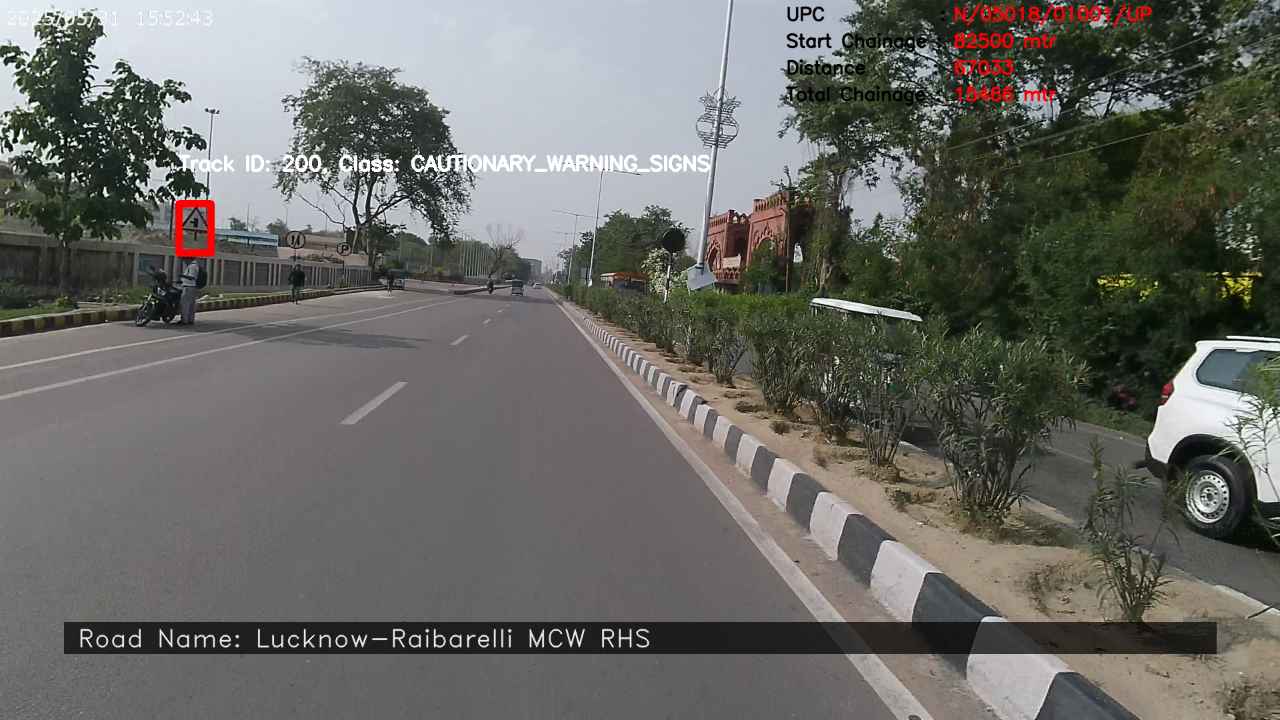 2025/05/31 15:52:43
UPC : N/05018/01001/UP
Start Chainage : 82500 mtr
Distance : 67033
Total Chainage : 15466 mtr
Track ID: 200, Class: CAUTIONARY_WARNING_SIGNS
P
Road Name: Lucknow-Raibarelli MCW RHS